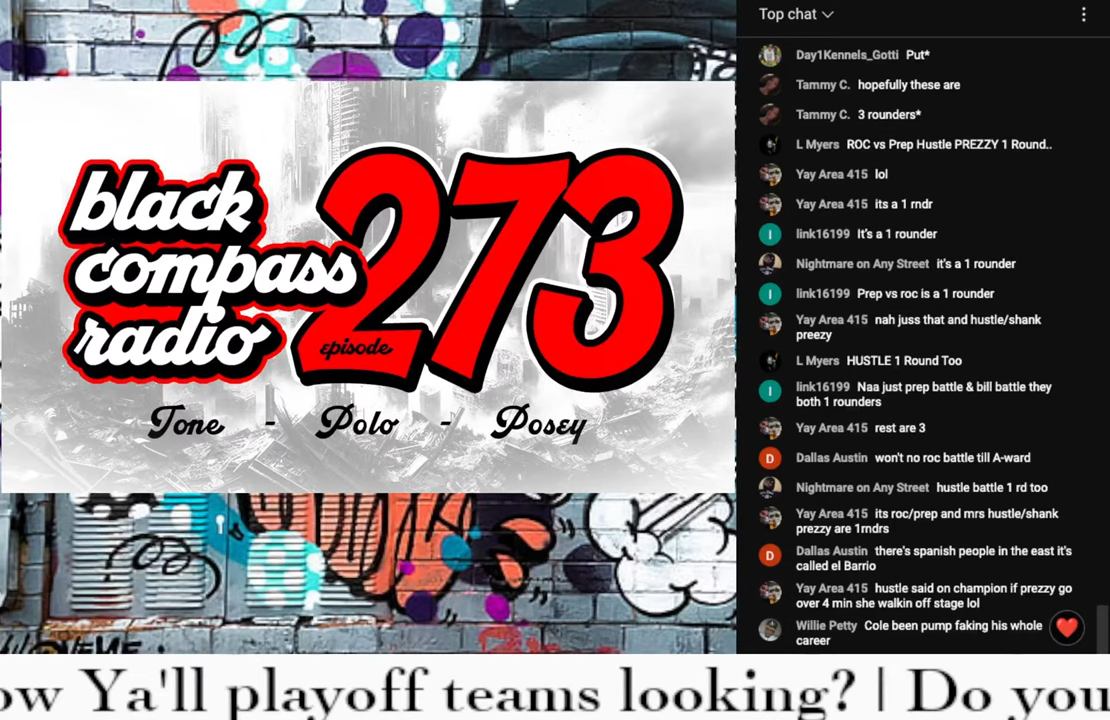 black
compass
radio
273
episode
Tone - Polo - Posey
Top chat
Day1Kennels_Gotti Put*
Tammy C. hopefully these are
Tammy C. 3 rounders*
L Myers ROC vs Prep Hustle PREZZY 1 Round..
Yay Area 415 lol
Yay Area 415 its a 1 rndr
I
link16199 It's a 1 rounder
Nightmare on Any Street it's a 1 rounder
I
link16199 Prep vs roc is a 1 rounder
Yay Area 415 nah juss that and hustle/shank
preezy
L Myers HUSTLE 1 Round Too
I
link16199 Naa just prep battle & bill battle they
both 1 rounders
Yay Area 415 rest are 3
D
Dallas Austin won't no roc battle till A-ward
Nightmare on Any Street hustle battle 1 rd too
Yay Area 415 its roc/prep and mrs hustle/shank
prezzy are 1rndrs
D
Dallas Austin there's spanish people in the east it's
called el Barrio
Yay Area 415 hustle said on champion if prezzy go
over 4 min she walkin off stage lol
Willie Petty Cole been pump faking his whole
career
ow Ya'll playoff teams looking? | Do you